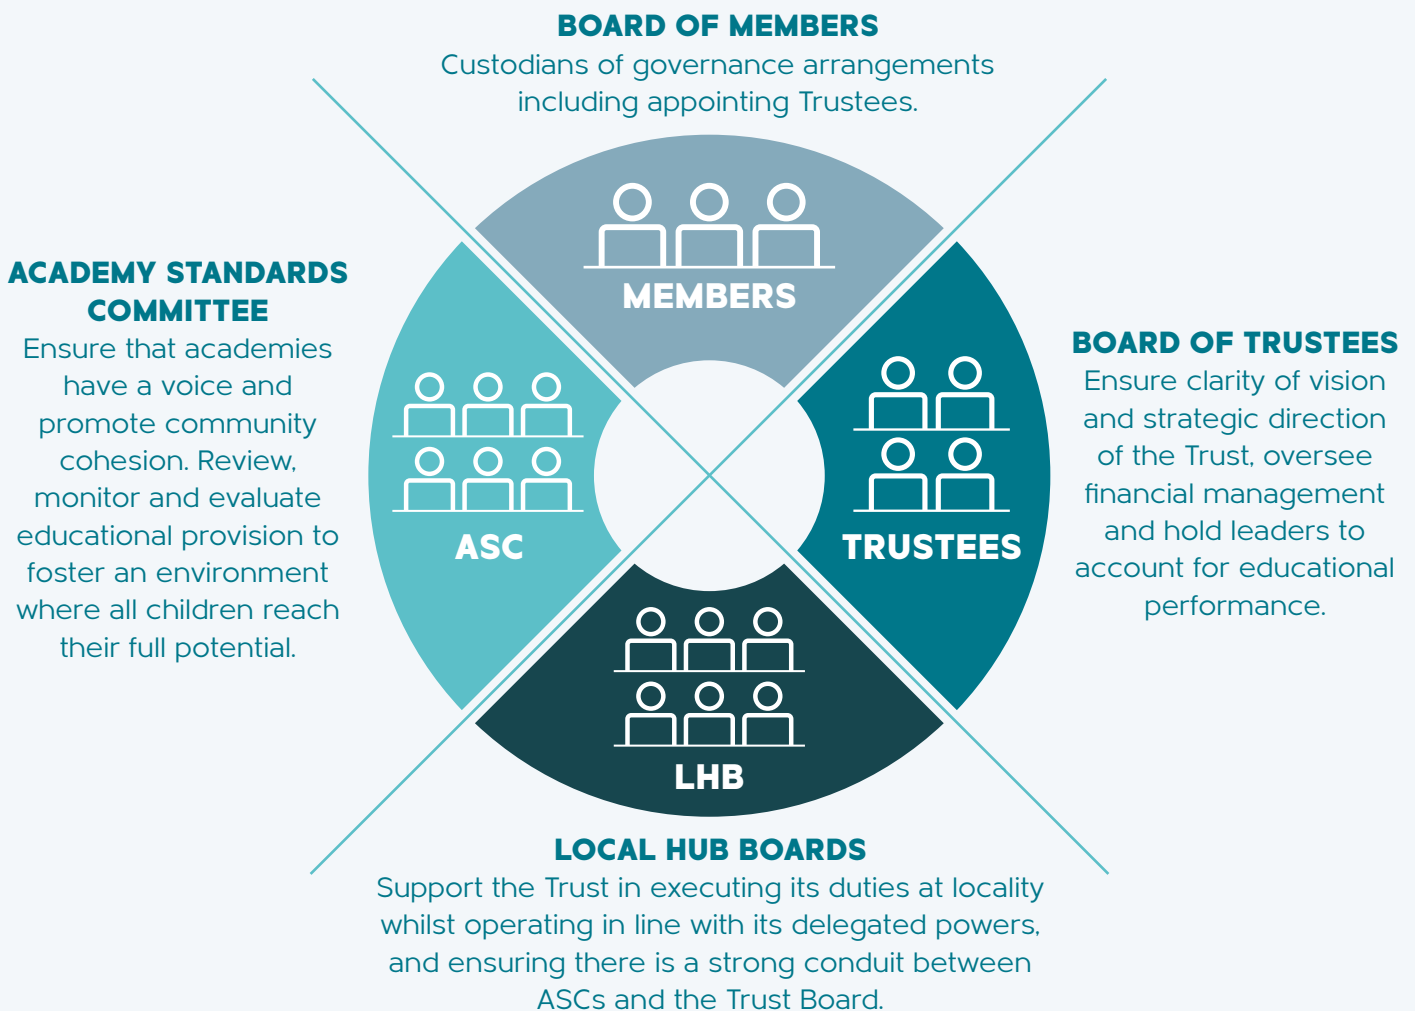 BOARD OF MEMBERS
Custodians of governance arrangements
including appointing Trustees.
MEMBERS
ACADEMY STANDARDS
COMMITTEE
Ensure that academies
have a voice and
promote community
cohesion. Review,
monitor and evaluate
educational provision to
foster an environment
where all children reach
their full potential.
ASC
TRUSTEES
BOARD OF TRUSTEES
Ensure clarity of vision
and strategic direction
of the Trust, oversee
financial management
and hold leaders to
account for educational
performance.
LHB
LOCAL HUB BOARDS
Support the Trust in executing its duties at locality
whilst operating in line with its delegated powers,
and ensuring there is a strong conduit between
ASCs and the Trust Board.